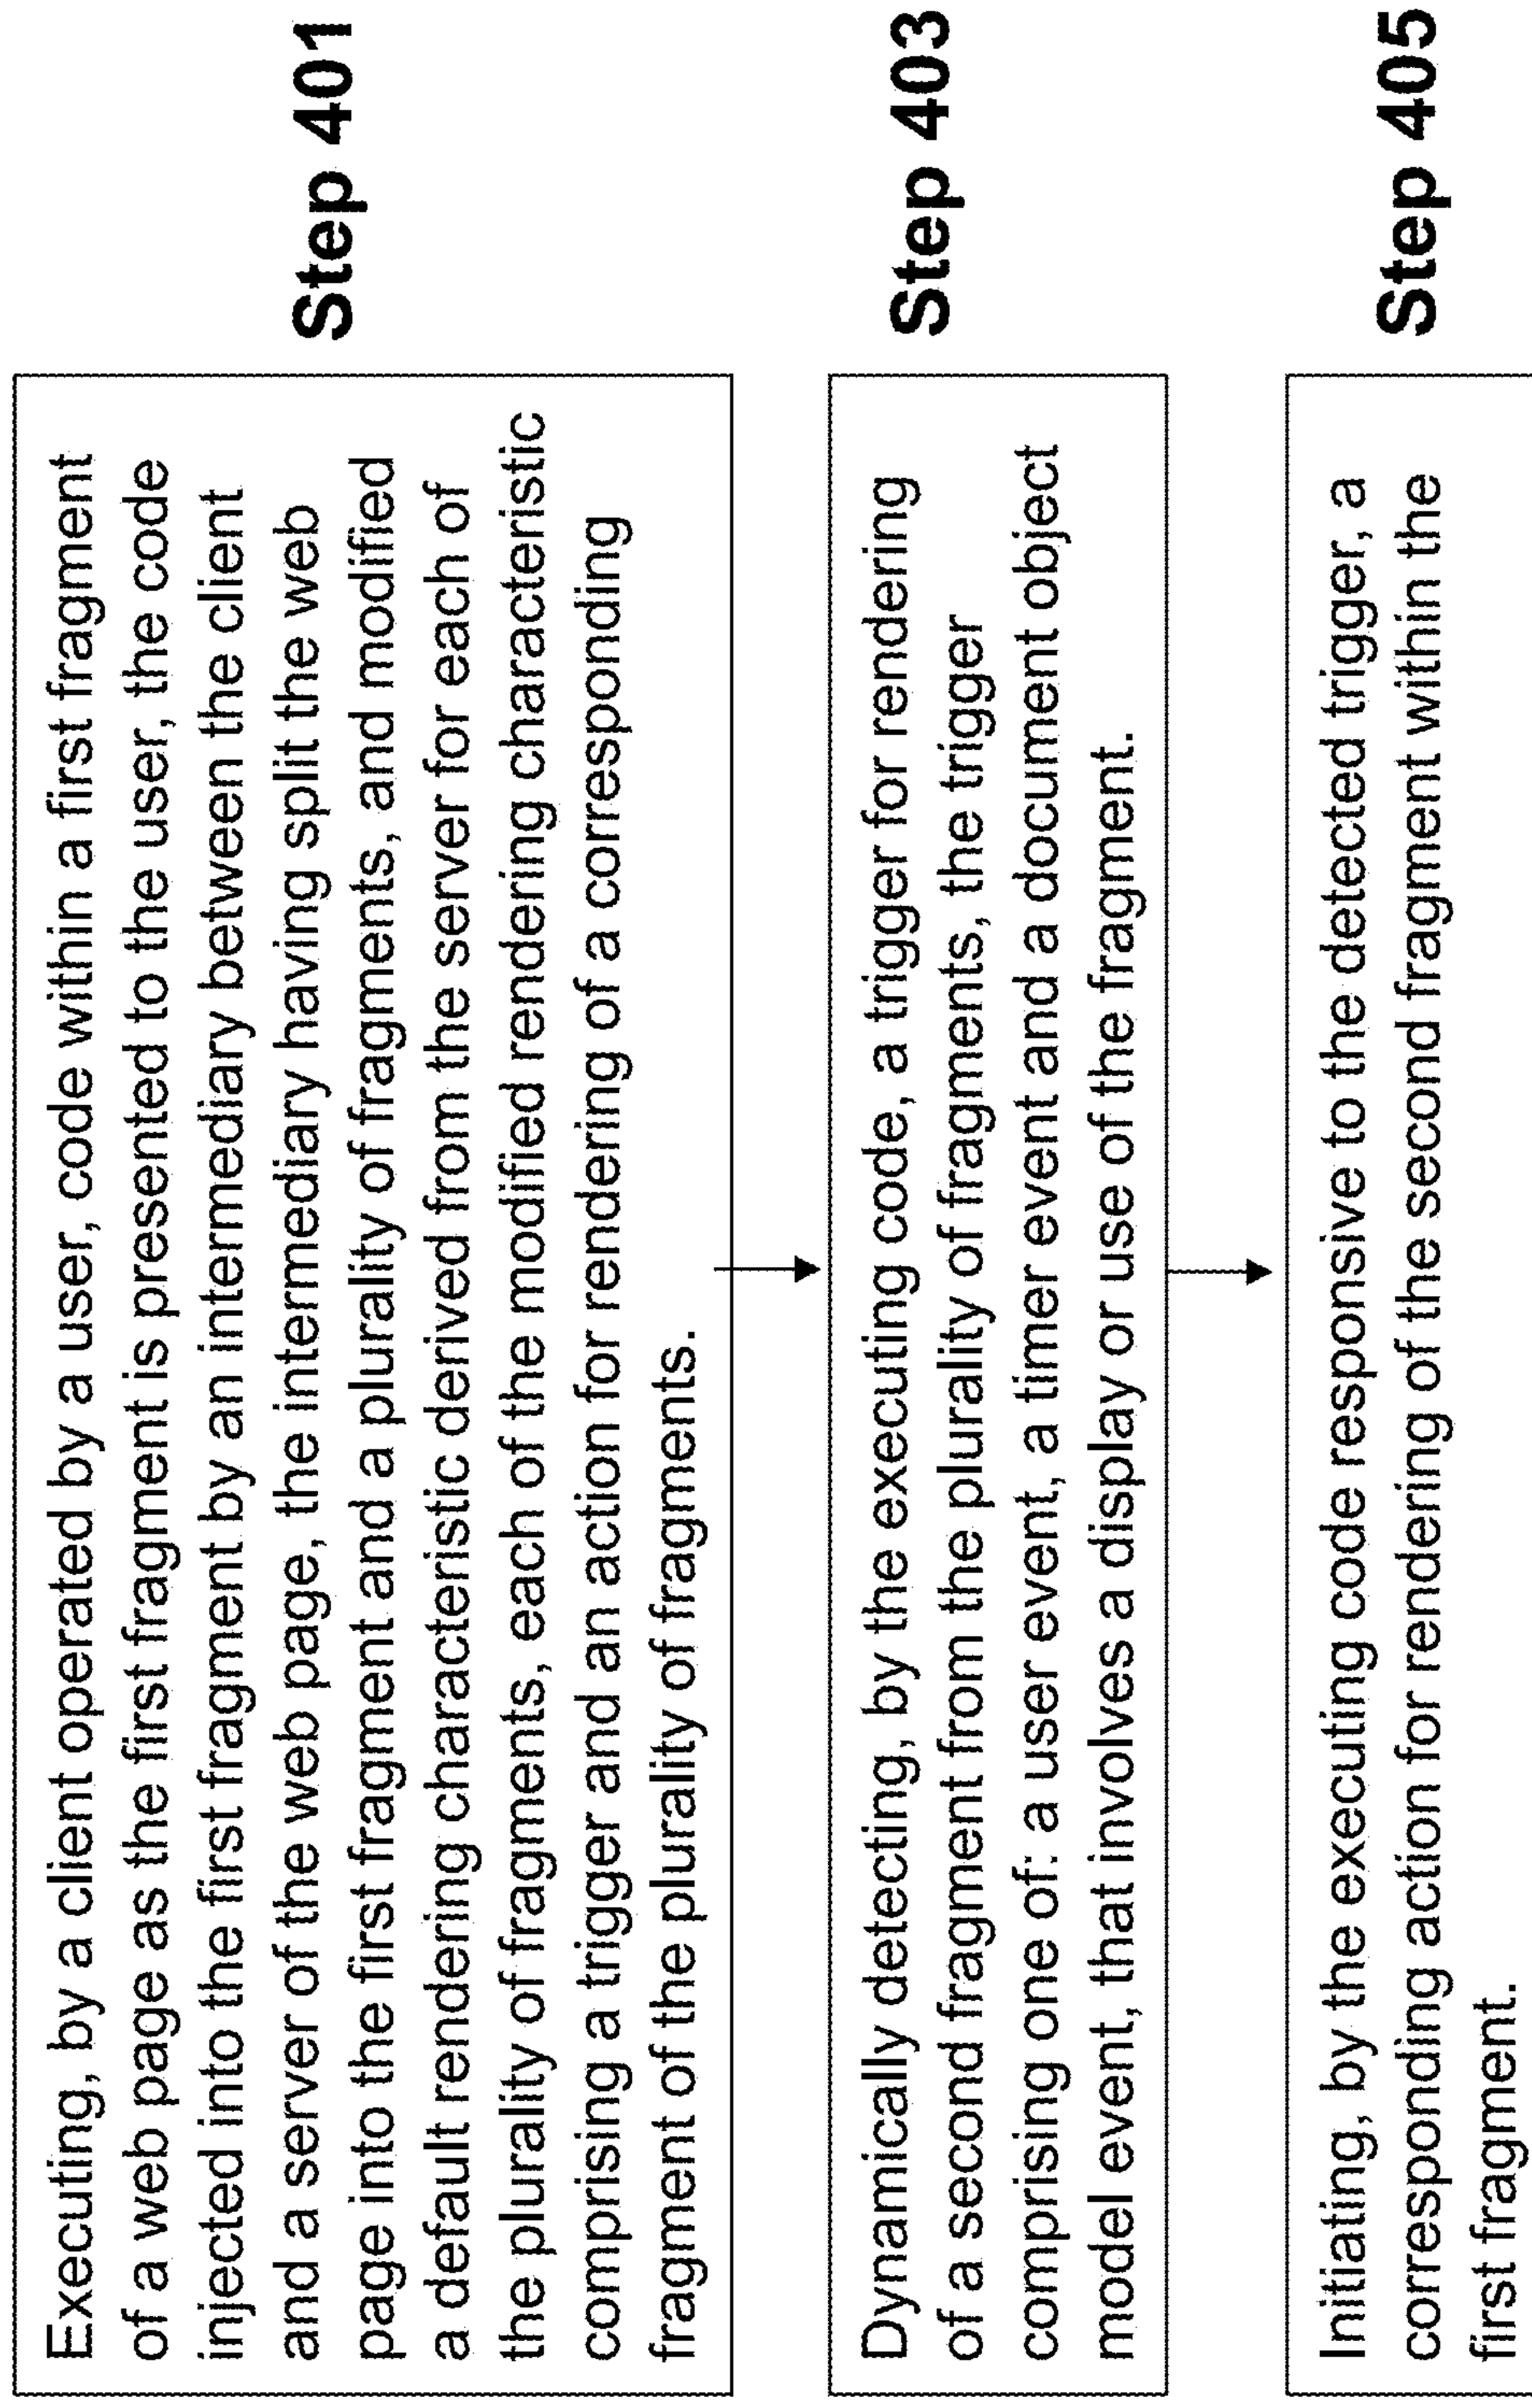 Executing, by a client operated by a user, code within a first fragment
of a web page as the first fragment is presented to the user, the code
injected into the first fragment by an intermediary between the client
and a server of the web page, the intermediary having split the web
page into the first fragment and a plurality of fragments, and modified
a default rendering characteristic derived from the server for each of
the plurality of fragments, each of the modified rendering characteristic
comprising a trigger and an action for rendering of a corresponding
fragment of the plurality of fragments.
Step 401
Dynamically detecting, by the executing code, a trigger for rendering
of a second fragment from the plurality of fragments, the trigger
comprising one of: a user event, a timer event and a document object
model event, that involves a display or use of the fragment.
Step 403
Initiating, by the executing code responsive to the detected trigger, a
corresponding action for rendering of the second fragment within the
first fragment.
Step 405